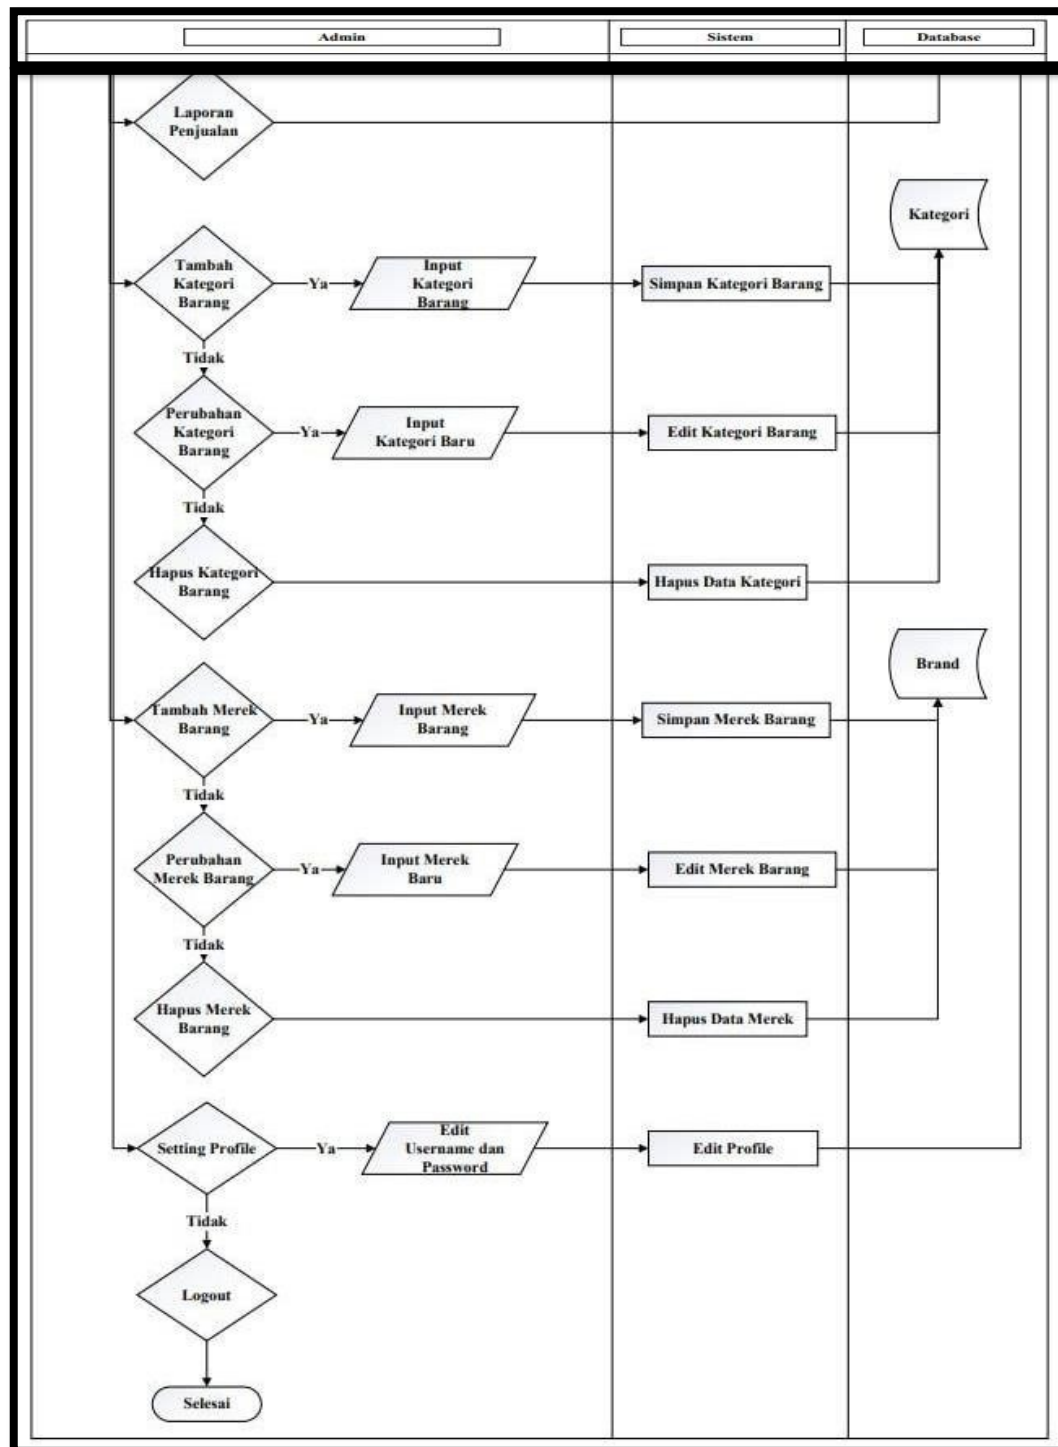 Admin
Sistem
Database
Laporan
Penjualan
Kategori
Tambah
Kategori
Barang
Ya
Input
Kategori
Barang
Simpan Kategori Barang
Tidak
Perubahan
Kategori
Barang
Ya
Input
Kategori Baru
Edit Kategori Barang
Tidak
Hapus Kategori
Barang
Hapus Data Kategori
Brand
Tambah Merek
Barang
Ya
Input Merek
Barang
Simpan Merek Barang
Tidak
Perubahan
Merek Barang
Ya
Input Merek
Baru
Edit Merek Barang
Tidak
Hapus Merek
Barang
Hapus Data Merek
Setting Profile
Ya
Edit
Username dan
Password
Edit Profile
Tidak
Logout
Selesai